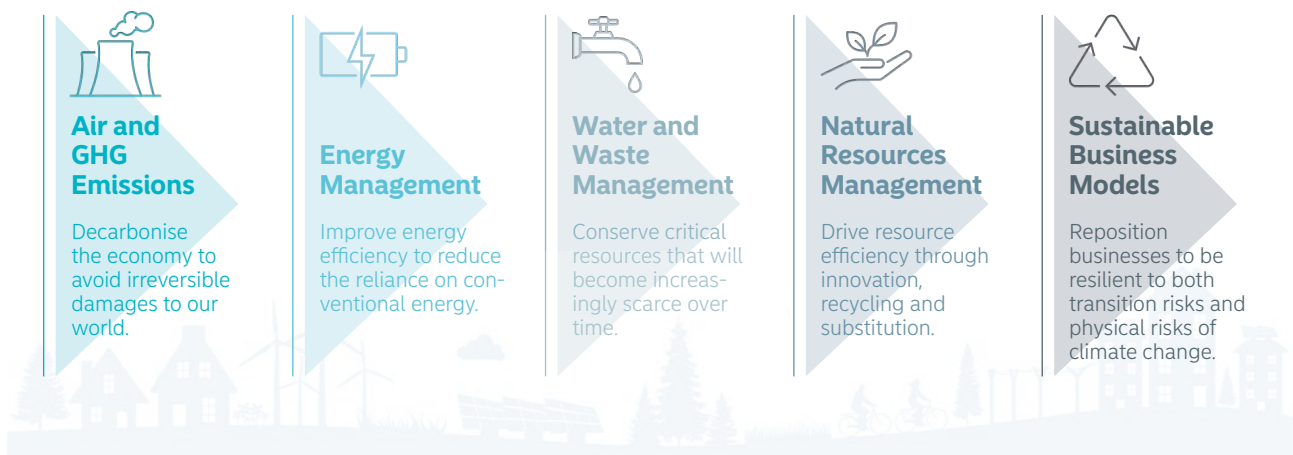 Air and
GHG
Emissions
Decarbonise
the economy to
avoid irreversible
damages to our
world.
Energy
Management
Improve energy
efficiency to reduce
the reliance on con-
ventional energy.
Water and
Waste
Management
Conserve critical
resources that will
become increas-
ingly scarce over
time.
Natural
Resources
Management
Drive resource
efficiency through
innovation,
recycling and
substitution.
Sustainable
Business
Models
Reposition
businesses to be
resilient to both
transition risks and
physical risks of
climate change.